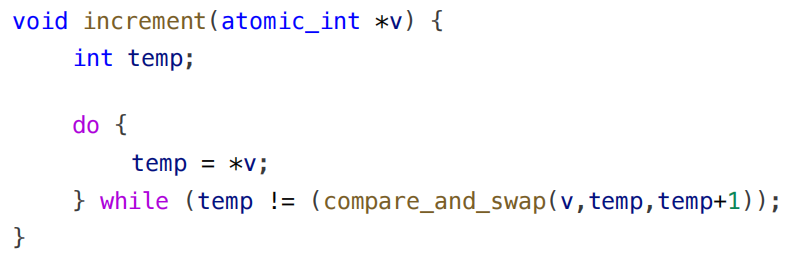 void increment(atomic_int *v) {
int temp;
do {
temp = *v;
} while (temp != (compare_and_swap(v,temp,temp+1));
}